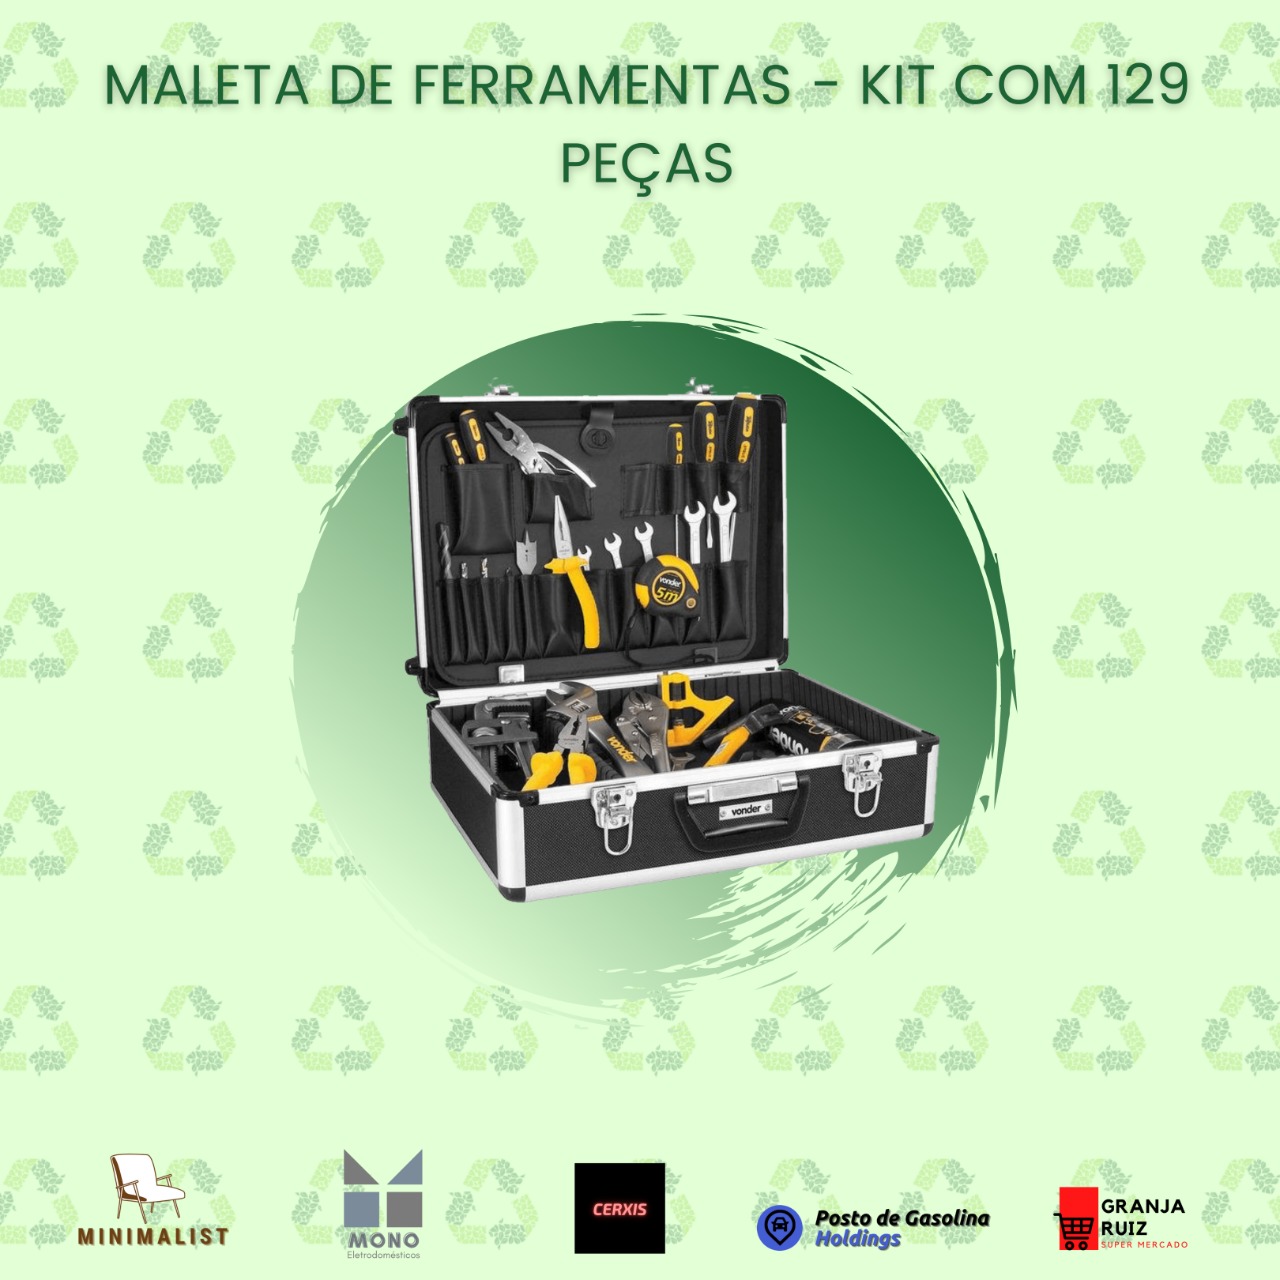 MALETA DE FERRAMENTAS - KIT COM 129
PEÇAS
vonder
5m
vonder
vonder
vonder
MINIMALIST
MONO
Eletrodomésticos
CERXIS
Posto de Gasolina
Holdings
GRANJA
RUIZ
SUPER MERCADO